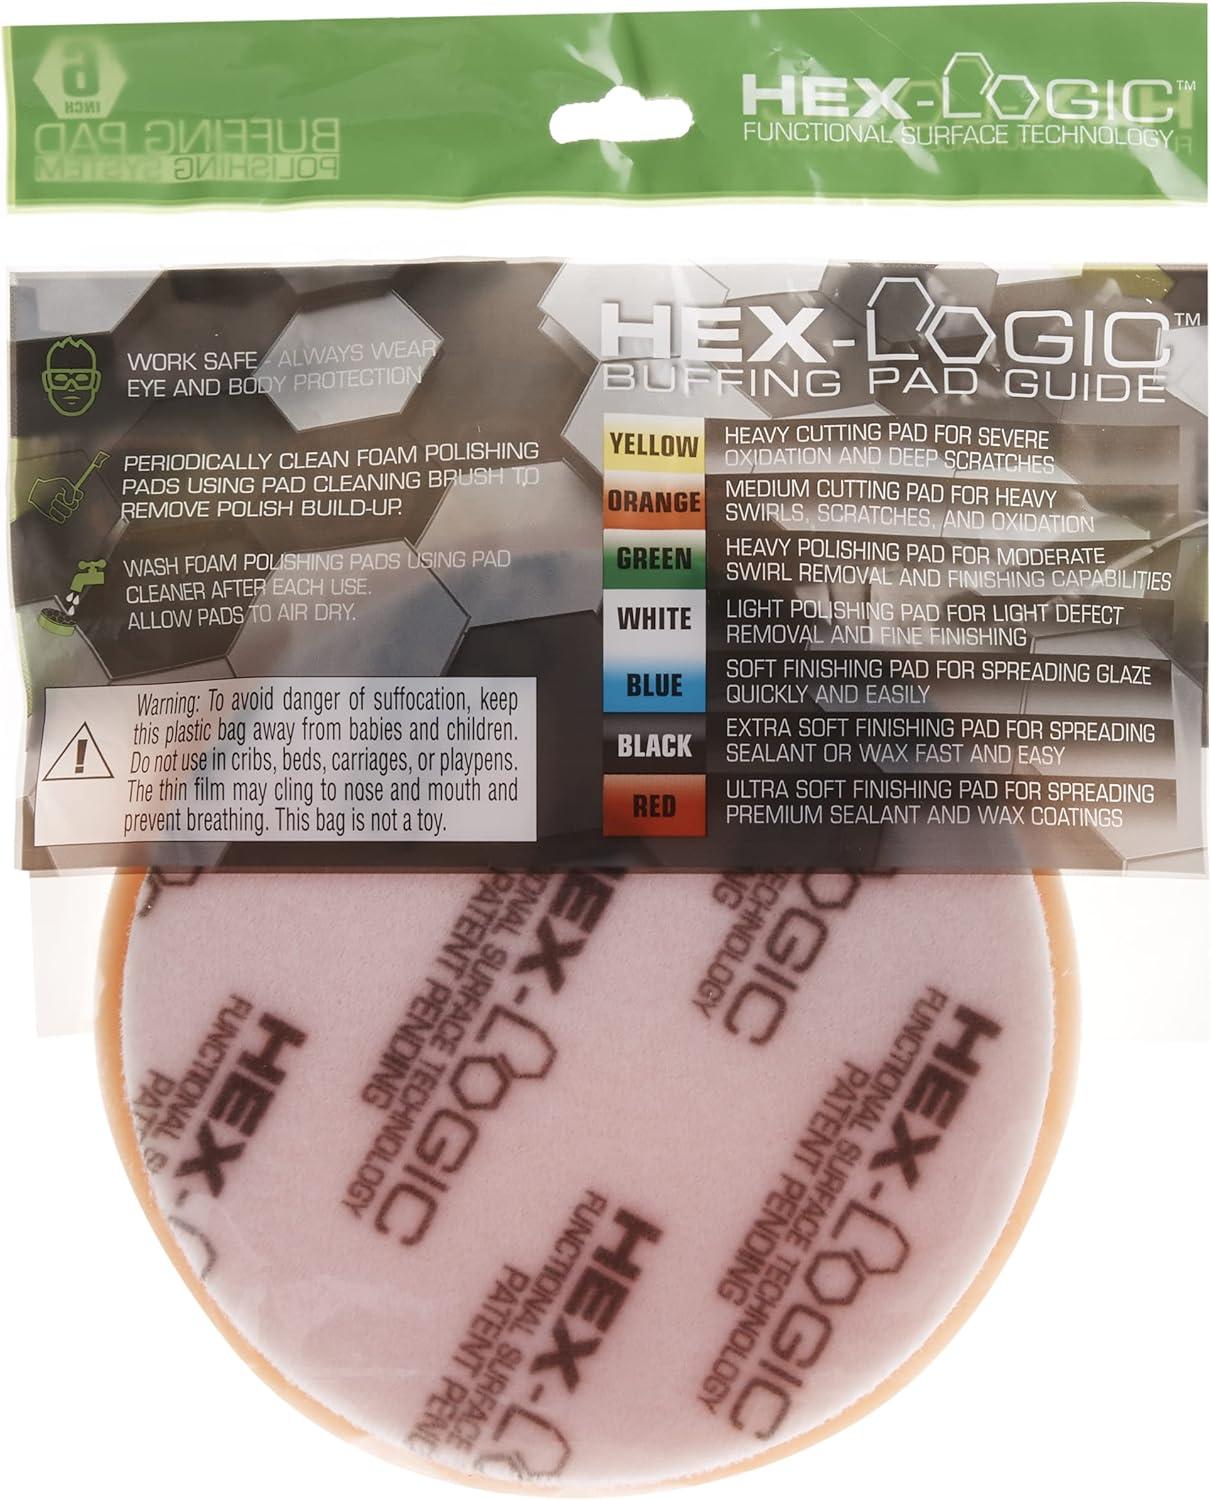 6
INCH
BUFFING PAD
POLISHING SYSTEM
HEX-LOGIC™
FUNCTIONAL SURFACE TECHNOLOGY
WORK SAFE - ALWAYS WEAR
EYE AND BODY PROTECTION
PERIODICALLY CLEAN FOAM POLISHING
PADS USING PAD CLEANING BRUSH TO
REMOVE POLISH BUILD-UP.
WASH FOAM POLISHING PADS USING PAD
CLEANER AFTER EACH USE.
ALLOW PADS TO AIR DRY.
Warning: To avoid danger of suffocation, keep
this plastic bag away from babies and children.
Do not use in cribs, beds, carriages, or playpens.
The thin film may cling to nose and mouth and
prevent breathing. This bag is not a toy.
HEX-LOGIC™
BUFFING PAD GUIDE
YELLOW HEAVY CUTTING PAD FOR SEVERE
OXIDATION AND DEEP SCRATCHES
ORANGE MEDIUM CUTTING PAD FOR HEAVY
SWIRLS, SCRATCHES, AND OXIDATION
GREEN HEAVY POLISHING PAD FOR MODERATE
SWIRL REMOVAL AND FINISHING CAPABILITIES
WHITE LIGHT POLISHING PAD FOR LIGHT DEFECT
REMOVAL AND FINE FINISHING
BLUE SOFT FINISHING PAD FOR SPREADING GLAZE
QUICKLY AND EASILY
BLACK EXTRA SOFT FINISHING PAD FOR SPREADING
SEALANT OR WAX FAST AND EASY
RED ULTRA SOFT FINISHING PAD FOR SPREADING
PREMIUM SEALANT AND WAX COATINGS
HEX-LOGIC
SURFACE TECHNOLOGY
PATENT PENDING
LOGIC
TECHNOLOGY
HEX-
FUNCTIONAL
HEX-LOGIC
FUNCTIONAL SURFACE TECHNOLOGY
PATENT PENDING
HEX-L
FUNCTIONAL SURF
PATENT PEN